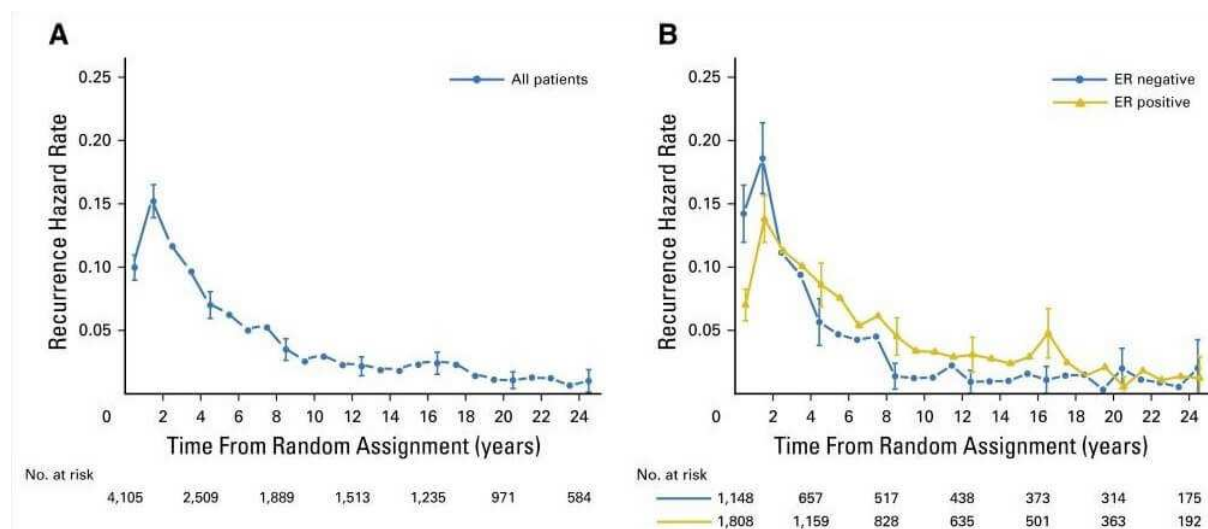 A
All patients
0.25
0.20
0.15
0.10
0.05
Recurrence Hazard Rate
0 2 4 6 8 10 12 14 16 18 20 22 24
Time From Random Assignment (years)
No. at risk
4,105 2,509 1,889 1,513 1,235 971 584
B
ER negative
ER positive
0.25
0.20
0.15
0.10
0.05
Recurrence Hazard Rate
0 2 4 6 8 10 12 14 16 18 20 22 24
Time From Random Assignment (years)
No. at risk
1,148 657 517 438 373 314 175
1,808 1,159 828 635 501 363 192